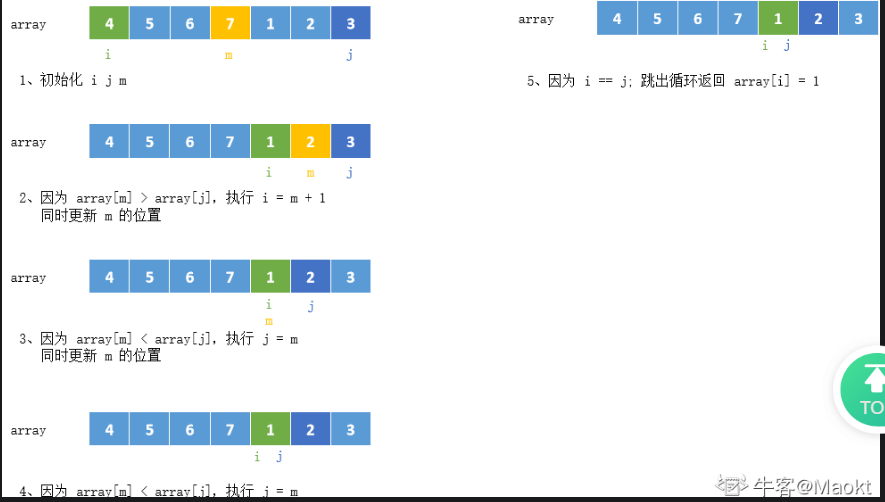 array 4 5 6 7 1 2 3
i m j
1、初始化 i j m
array 4 5 6 7 1 2 3
i m j
2、因为 array[m] > array[j], 执行 i = m + 1
同时更新 m 的位置
array 4 5 6 7 1 2 3
i j
m
3、因为 array[m] < array[j], 执行 j = m
同时更新 m 的位置
array 4 5 6 7 1 2 3
i j
4、因为 array[m] < array[j], 执行 j = m
array 4 5 6 7 1 2 3
i j
5、因为 i == j; 跳出循环返回 array[i] = 1
TO
牛客@Maokt